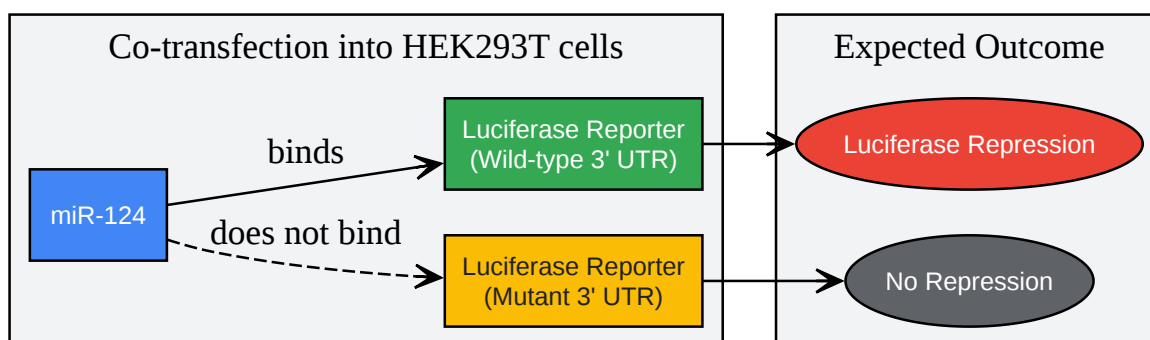 Co-transfection into HEK293T cells
Expected Outcome
binds
Luciferase Reporter
(Wild-type 3' UTR)
Luciferase Repression
miR-124
does not bind
Luciferase Reporter
(Mutant 3' UTR)
No Repression